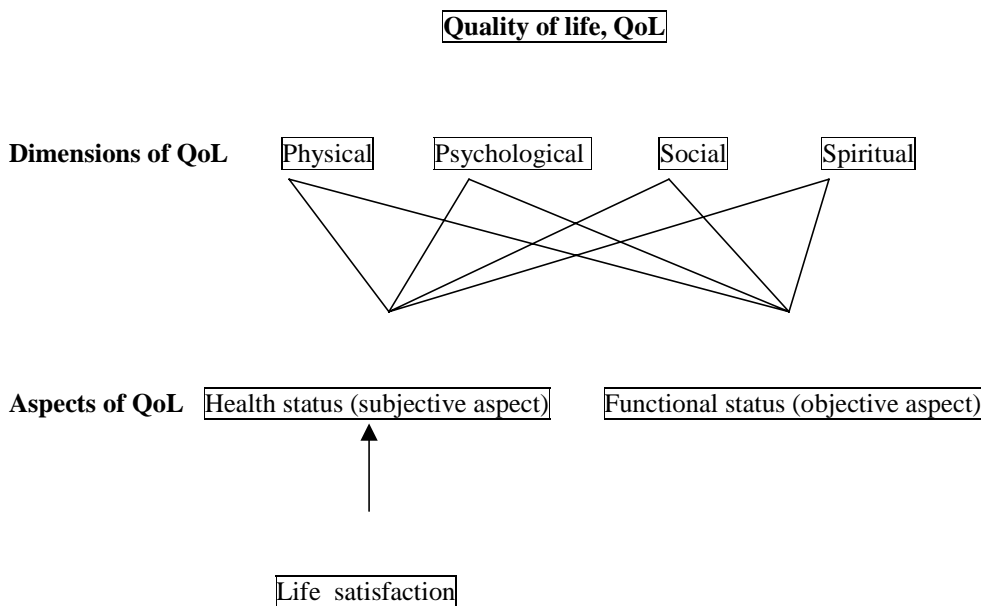 Quality of life, QoL
Dimensions of QoL Physical Psychological Social Spiritual
Aspects of QoL Health status (subjective aspect) Functional status (objective aspect)
Life satisfaction